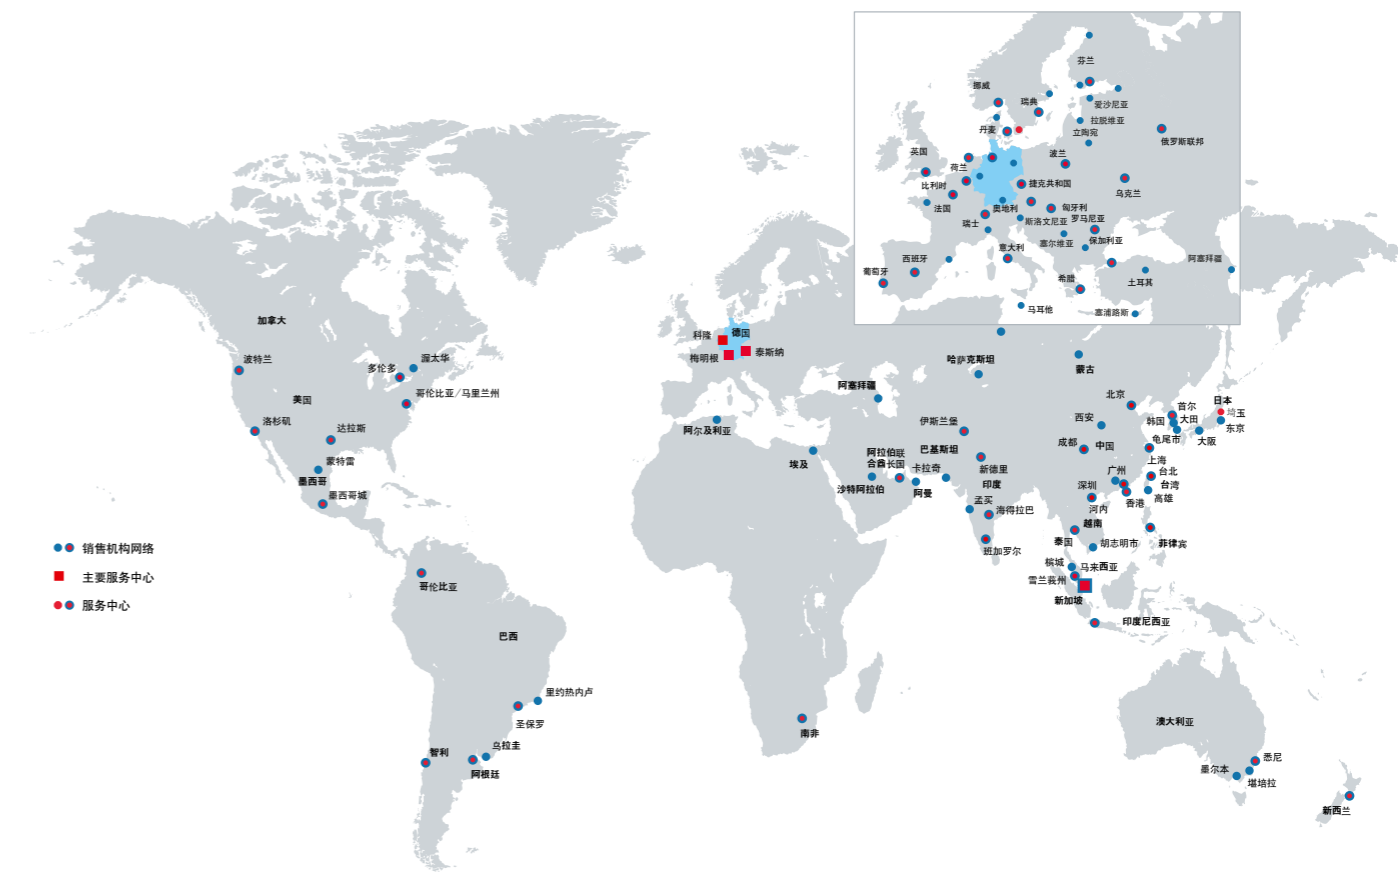 芬兰
挪威
瑞典
爱沙尼亚
拉脱维亚
丹麦
立陶宛
俄罗斯联邦
英国
波兰
荷兰
比利时
捷克共和国
乌克兰
法国
奥地利
匈牙利
瑞士
斯洛文尼亚
罗马尼亚
塞尔维亚
保加利亚
意大利
西班牙
阿塞拜疆
葡萄牙
希腊
土耳其
马耳他
塞浦路斯
加拿大
科隆
德国
梅明根
泰斯纳
波特兰
渥太华
多伦多
哥伦比亚/马里兰州
美国
洛杉矶
达拉斯
蒙特雷
墨西哥
墨西哥城
哈萨克斯坦
蒙古
阿塞拜疆
北京
日本
首尔
埼玉
韩国
大田
东京
伊斯兰堡
西安
阿尔及利亚
龟尾市
大阪
成都
中国
阿拉伯联
合酋长国
巴基斯坦
上海
埃及
卡拉奇
新德里
广州
台北
台湾
沙特阿拉伯
阿曼
印度
深圳
香港
高雄
孟买
海得拉巴
河内
越南
泰国
胡志明市
菲律宾
班加罗尔
槟城
马来西亚
雪兰莪州
新加坡
印度尼西亚
销售机构网络
主要服务中心
服务中心
哥伦比亚
巴西
里约热内卢
圣保罗
乌拉圭
智利
阿根廷
南非
澳大利亚
悉尼
墨尔本
堪培拉
新西兰